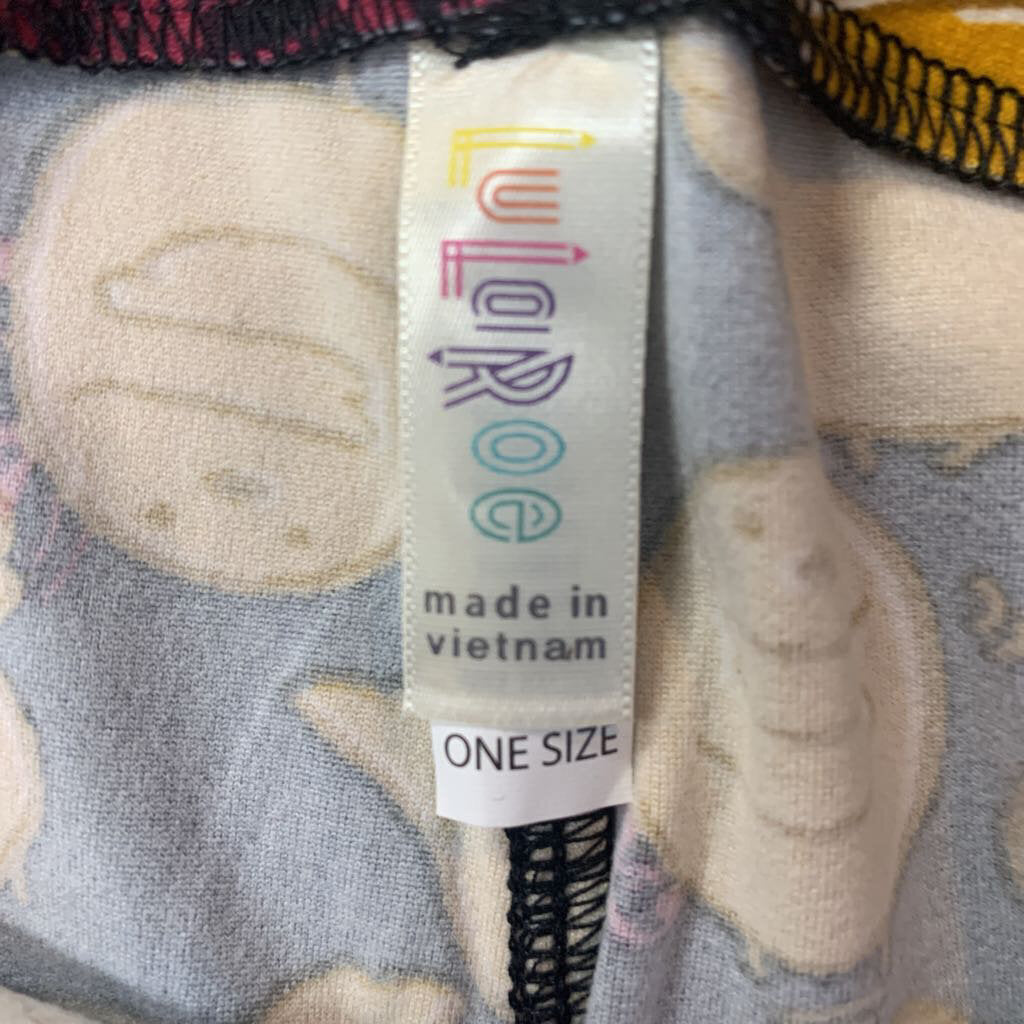 LuLaRoe
made in
vietnam
ONE SIZE